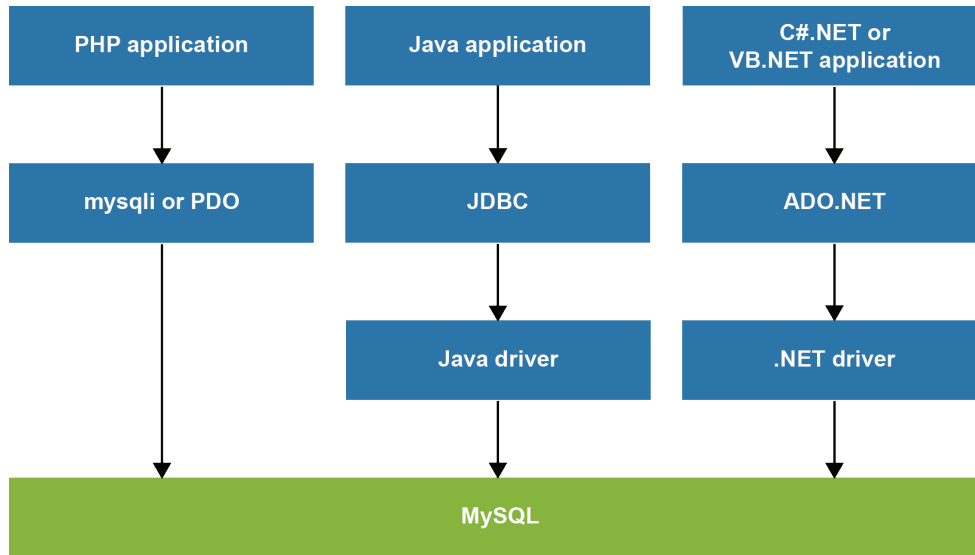 PHP application
Java application
C#.NET or
VB.NET application
mysqli or PDO
JDBC
ADO.NET
Java driver
.NET driver
MySQL